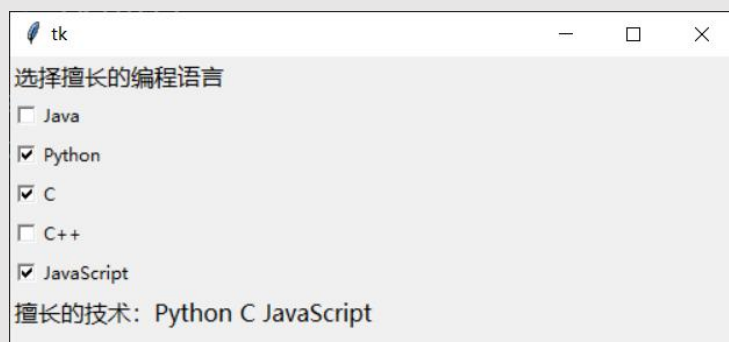 tk
选择擅长的编程语言
Java
Python
C
C++
JavaScript
擅长的技术：Python C JavaScript